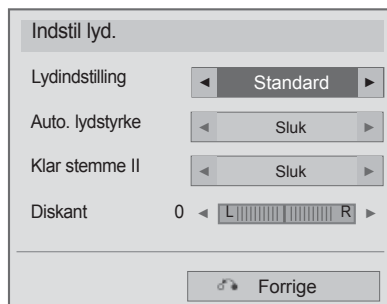 Indstil lyd.
Lydindstilling ◄ Standard ►
Auto. lydstyrke ◄ Sluk ►
Klar stemme II ◄ Sluk ►
Diskant 0 ◄ L R ►
Forrige